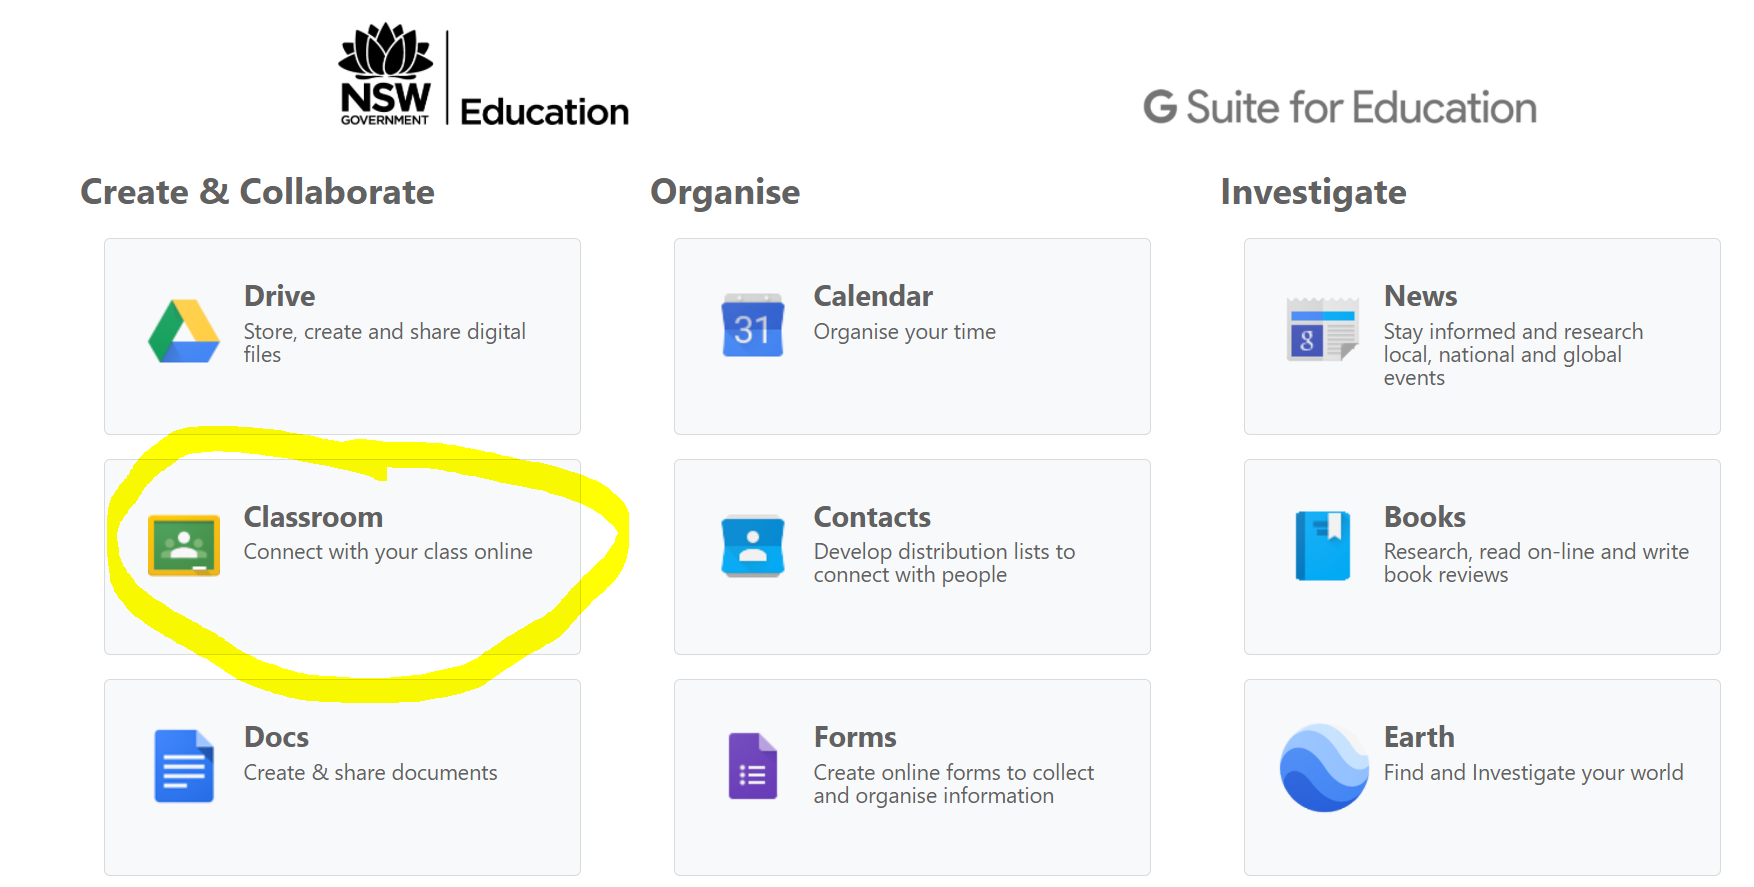 NSW
GOVERNMENT
Education
G Suite for Education
Create & Collaborate
Drive
Store, create and share digital
files
Classroom
Connect with your class online
Docs
Create & share documents
Organise
31
Calendar
Organise your time
Contacts
Develop distribution lists to
connect with people
Forms
Create online forms to collect
and organise information
Investigate
8
News
Stay informed and research
local, national and global
events
Books
Research, read on-line and write
book reviews
Earth
Find and Investigate your world